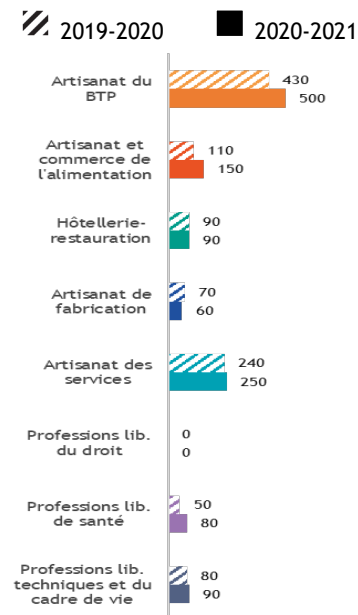 2019-2020 2020-2021
Artisanat du
BTP
430
500
Artisanat et
commerce de
l'alimentation
110
150
Hôtellerie-
restauration
90
90
Artisanat de
fabrication
70
60
Artisanat des
services
240
250
Professions lib.
du droit
0
0
Professions lib.
de santé
50
80
Professions lib.
techniques et du
cadre de vie
80
90